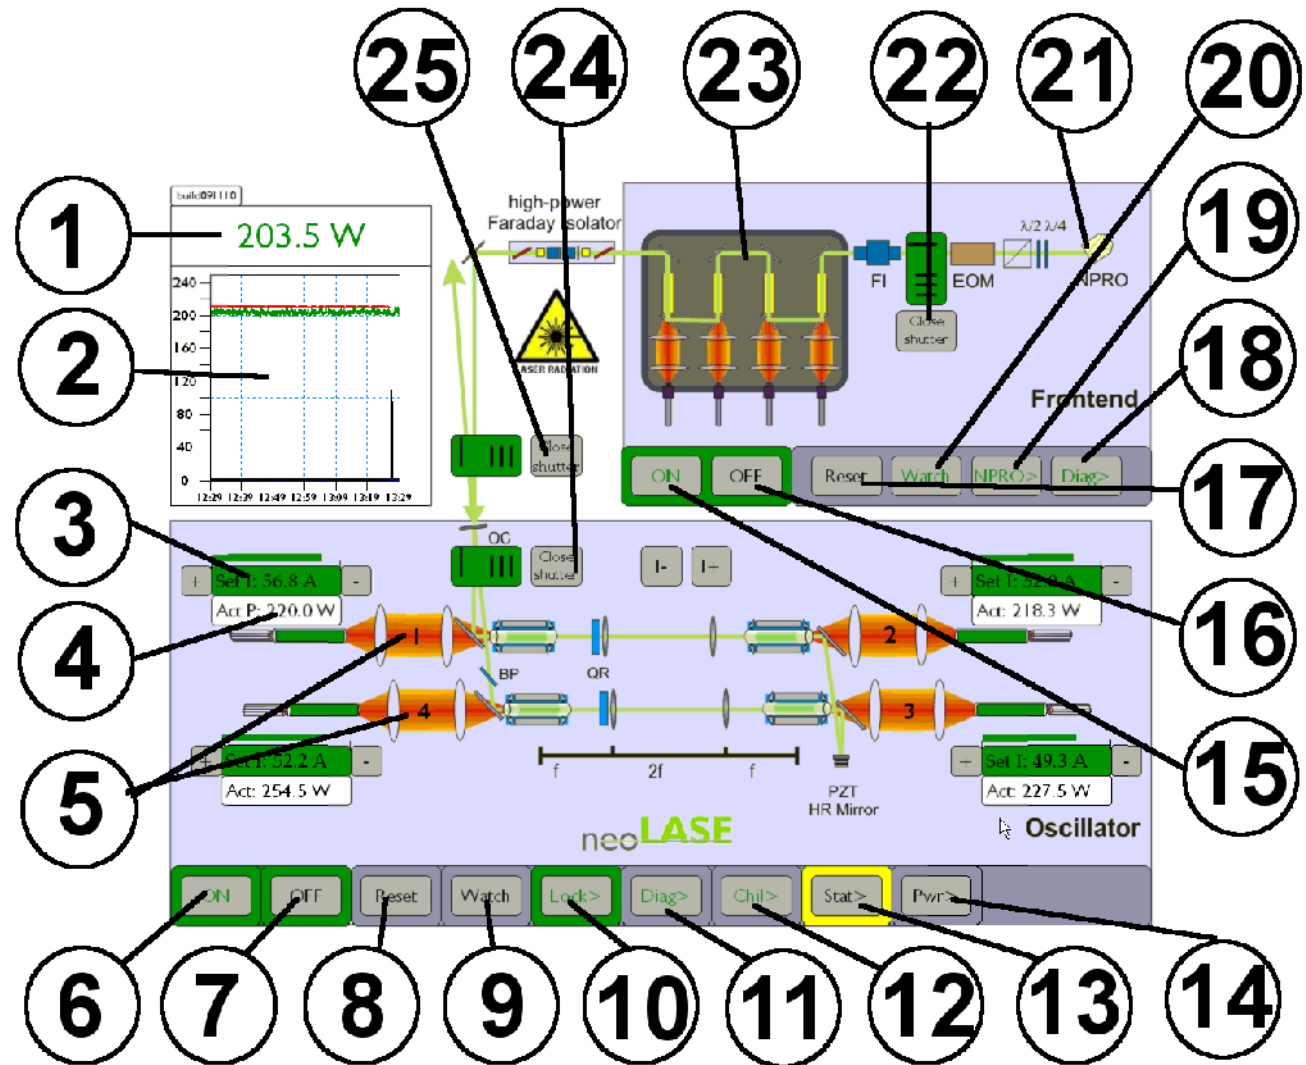 25
24
23
22
21
20
1
build091110
203.5 W
high-power
Faraday Isolator
λ/2 λ/4
FI
EOM
NPRO
Close
shutter
19
2
240
200
160
120
80
40
0
12:29 12:39 12:49 12:59 13:09 13:19 13:29
LASER RADIATION
Frontend
18
Close
shutter
ON
OFF
Reset
Watch
NPRO>
Diag>
17
3
OC
Close
shutter
I-
I+
+
Set I: 56.8 A
-
Act P: 220.0 W
+
Set I: 52.0 A
-
Act: 218.3 W
16
4
1
2
BP
QR
4
3
+
Set I: 52.2 A
-
Act: 254.5 W
f
2f
f
PZT
HR Mirror
+
Set I: 49.3 A
-
Act: 227.5 W
15
5
neoLASE
Oscillator
ON
OFF
Reset
Watch
Lock>
Diag>
Chil>
Stat>
Pwr>
6
7
8
9
10
11
12
13
14